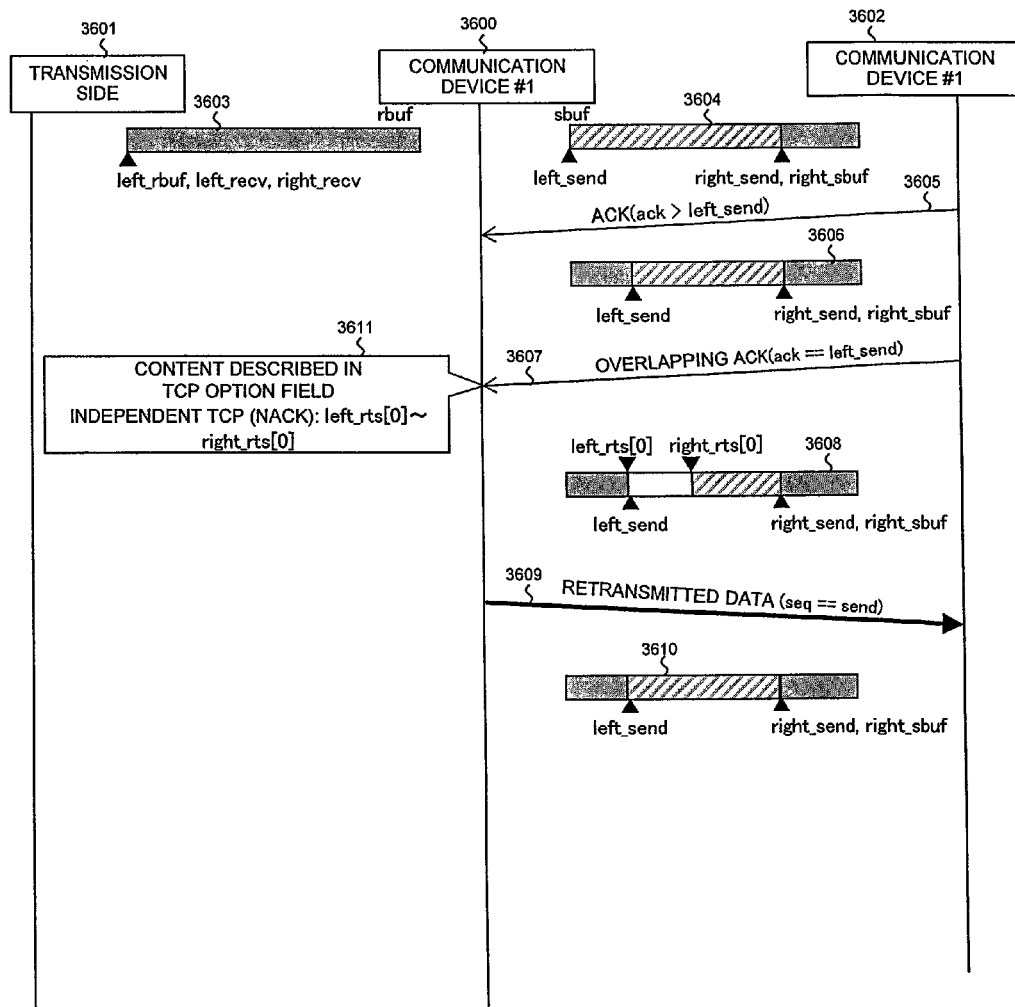 3601
TRANSMISSION
SIDE
3600
COMMUNICATION
DEVICE #1
3602
COMMUNICATION
DEVICE #1
3603
rbuf
left_rbuf, left_recv, right_recv
sbuf
3604
left_send
right_send, right_sbuf
3605
ACK(ack > left_send)
3606
left_send
right_send, right_sbuf
3611
CONTENT DESCRIBED IN
TCP OPTION FIELD
INDEPENDENT TCP (NACK): left_rts[0]~
right_rts[0]
3607
OVERLAPPING ACK(ack == left_send)
left_rts[0]
right_rts[0]
3608
left_send
right_send, right_sbuf
3609
RETRANSMITTED DATA (seq == send)
3610
left_send
right_send, right_sbuf